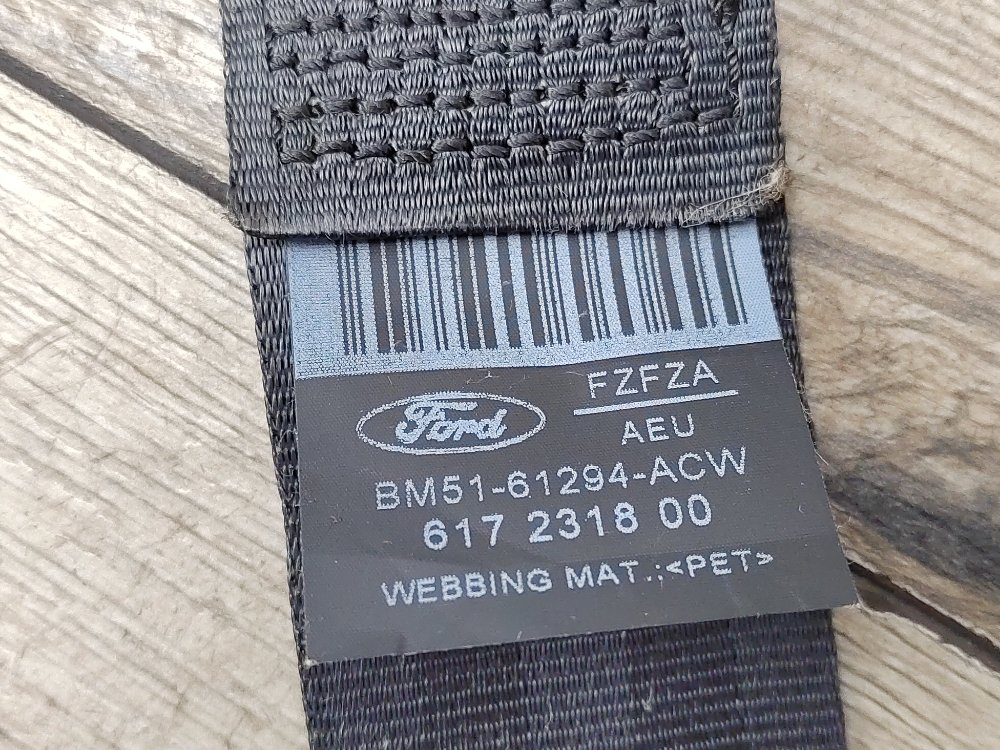 FZFZA
Ford
AEU
BM51-61294-ACW
617 2318 00
WEBBING MAT.;<PET>